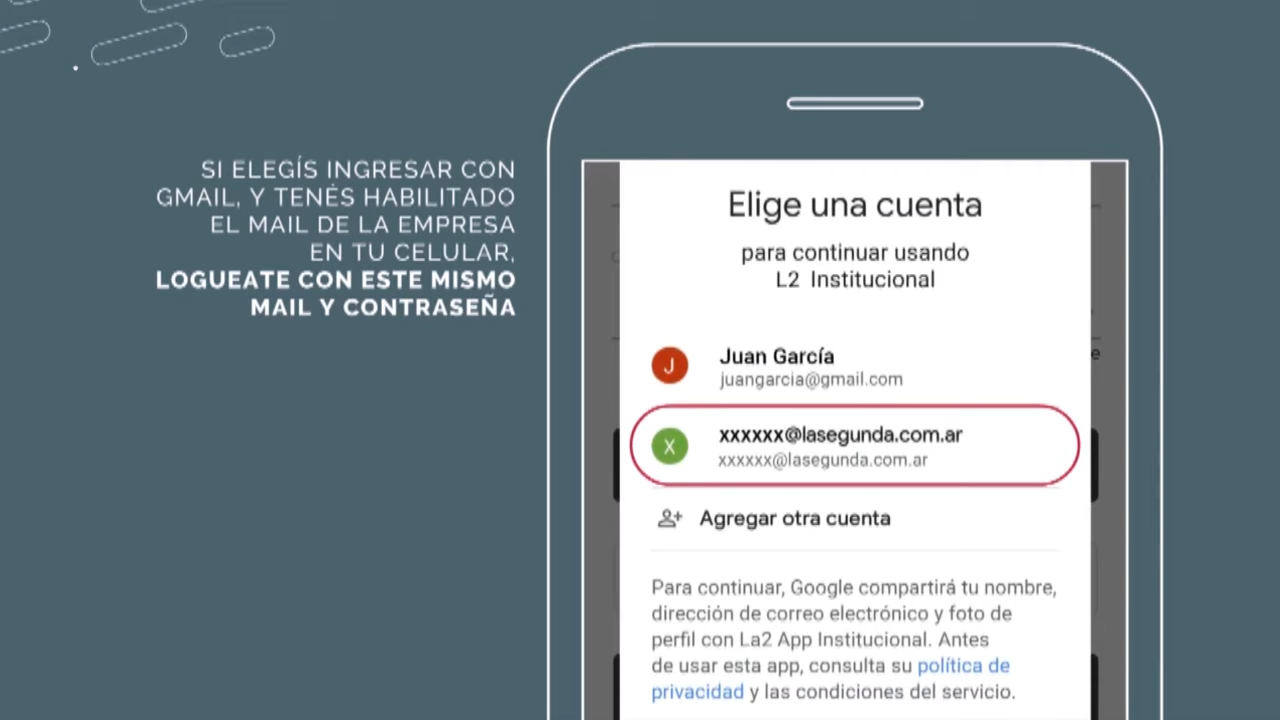 SI ELEGÍS INGRESAR CON
GMAIL, Y TENÉS HABILITADO
EL MAIL DE LA EMPRESA
EN TU CELULAR,
LOGUEATE CON ESTE MISMO
MAIL Y CONTRASEÑA
Elige una cuenta
para continuar usando
L2 Institucional
J
Juan García
juangarcia@gmail.com
X
xxxxxx@lasegunda.com.ar
xxxxxx@lasegunda.com.ar
Agregar otra cuenta
Para continuar, Google compartirá tu nombre,
dirección de correo electrónico y foto de
perfil con La2 App Institucional. Antes
de usar esta app, consulta su política de
privacidad y las condiciones del servicio.